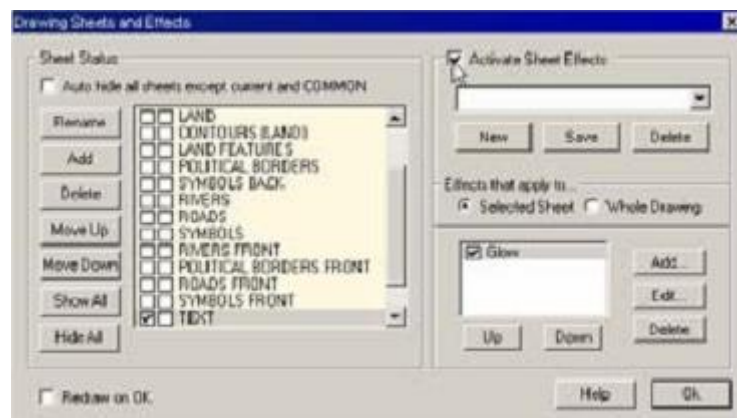 Drawing Sheets and Effects
Sheet Status
Auto hide all sheets except current and COMMON
Rename
Add
Delete
Move Up
Move Down
Show All
Hide All
LAND
CONTOURS (LAND)
LAND FEATURES
POLITICAL BORDERS
SYMBOLS BACK
RIVERS
ROADS
SYMBOLS
RIVERS FRONT
POLITICAL BORDERS FRONT
ROADS FRONT
SYMBOLS FRONT
TEXT
Redraw on OK
Activate Sheet Effects
New Save Delete
Effects that apply to...
Selected Sheet Whole Drawing
Glow
Add...
Edit...
Delete
Up Down
Help Ok